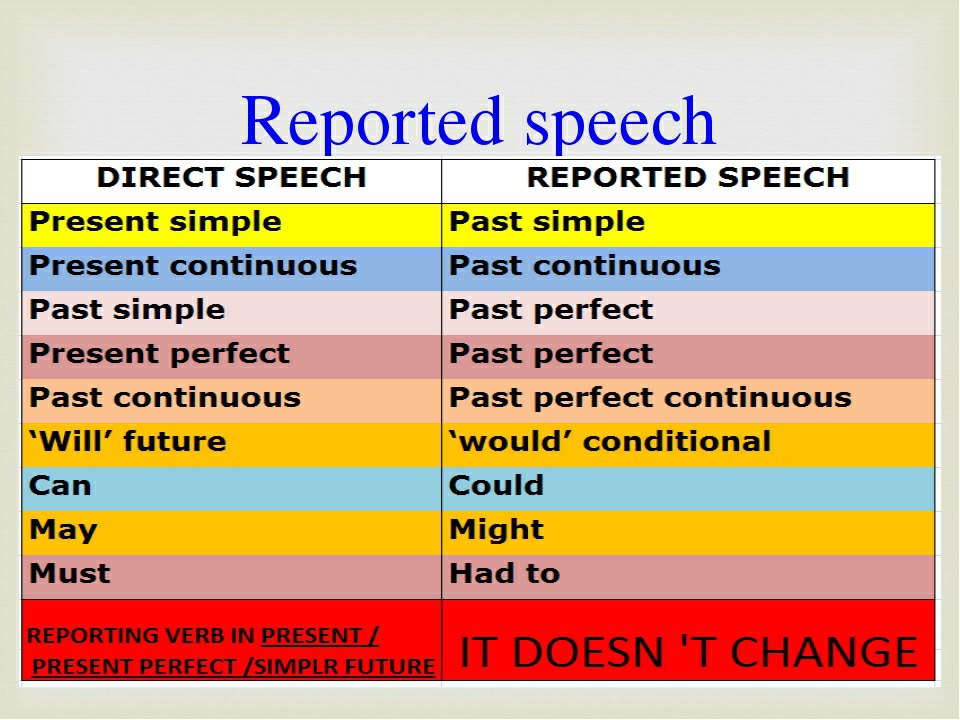 Reported speech
DIRECT SPEECH
REPORTED SPEECH
Present simple
Past simple
Present continuous
Past continuous
Past simple
Past perfect
Present perfect
Past perfect
Past continuous
Past perfect continuous
‘Will’ future
‘would’ conditional
Can
Could
May
Might
Must
Had to
REPORTING VERB IN PRESENT /
PRESENT PERFECT /SIMPLR FUTURE
IT DOESN 'T CHANGE